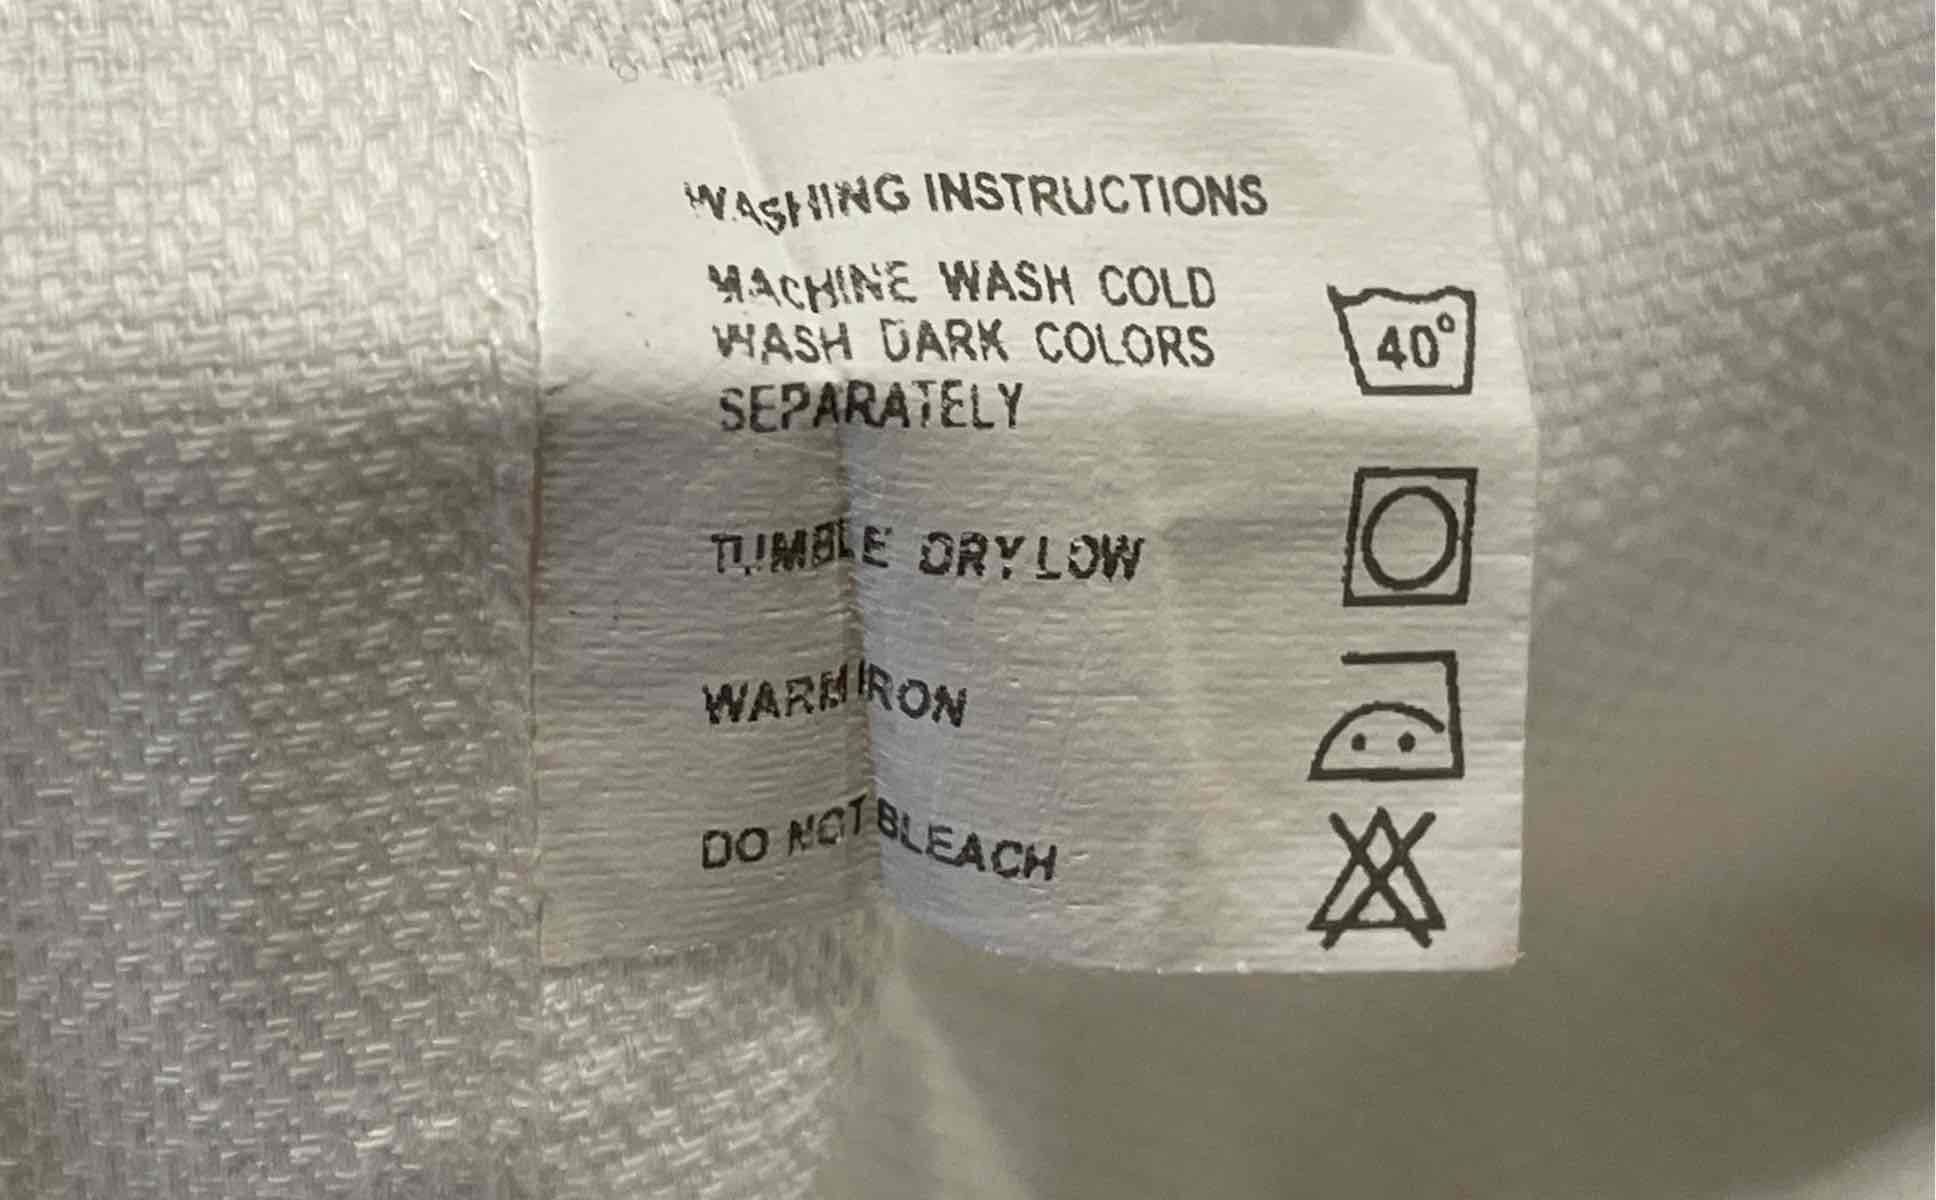 WASHING INSTRUCTIONS
MACHINE WASH COLD
WASH DARK COLORS
SEPARATELY
40°
TUMBLE DRY LOW
WARM IRON
DO NOT BLEACH